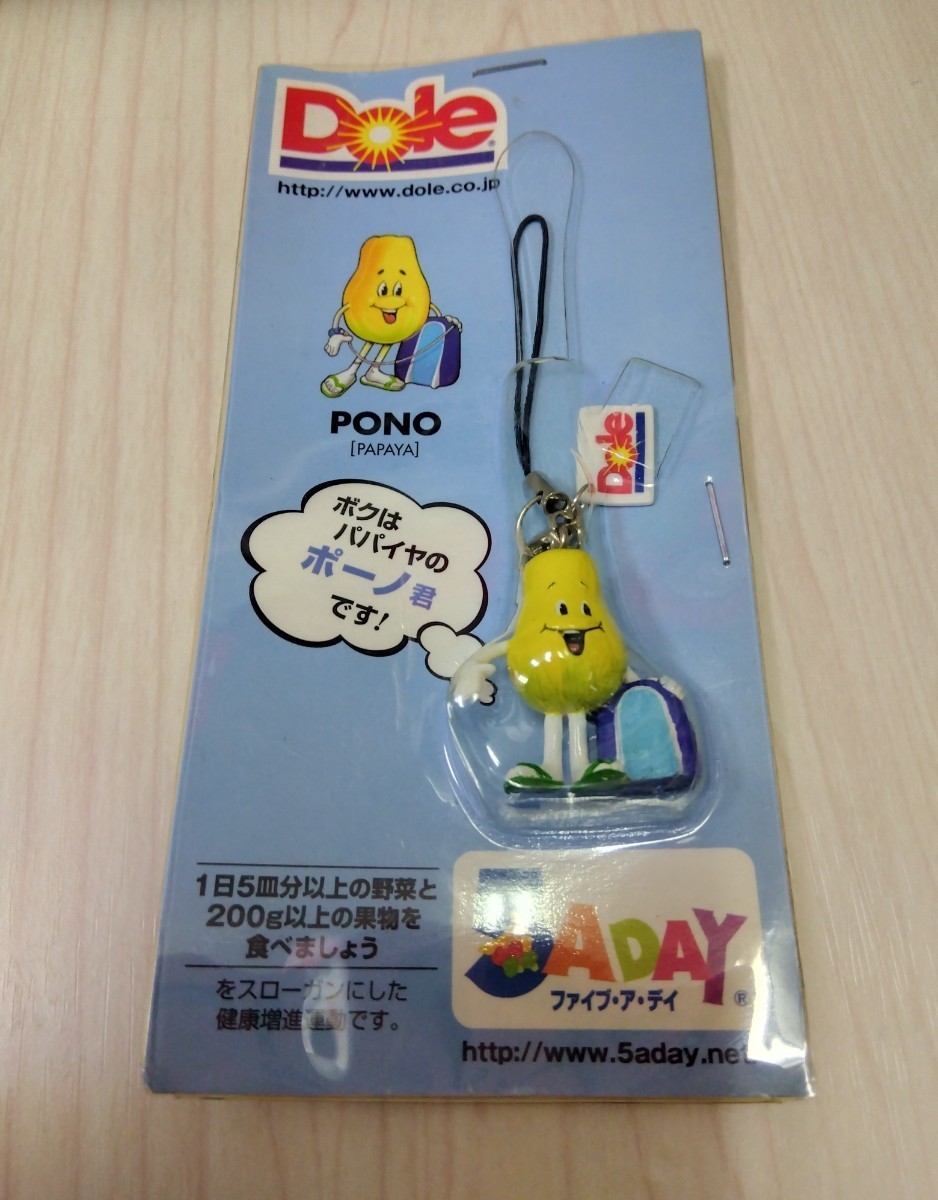 Dole®
http://www.dole.co.jp
PONO
[PAPAYA]
ボクは
パパイヤの
ポーノ君
です!
Dole
1日5皿分以上の野菜と
200g以上の果物を
食べましょう
をスローガンにした
健康増進運動です。
5 A DAY®
ファイブ・ア・デイ
http://www.5aday.net